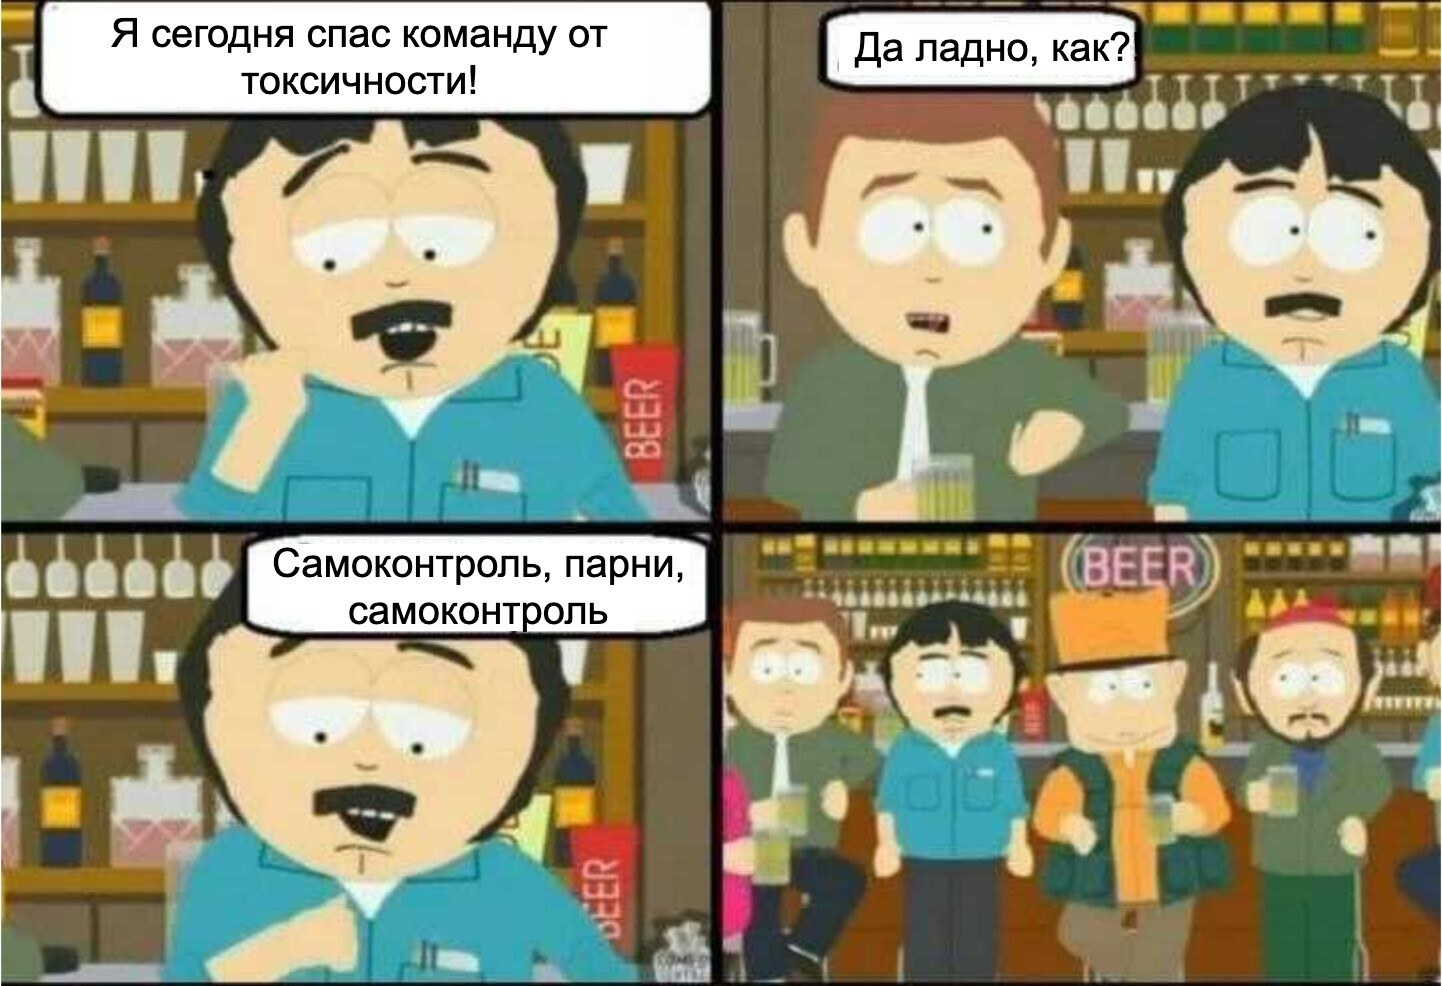 Я сегодня спас команду от
токсичности!
Да ладно, как?
BEER
Самоконтроль, парни,
самоконтроль
BEER
BEER